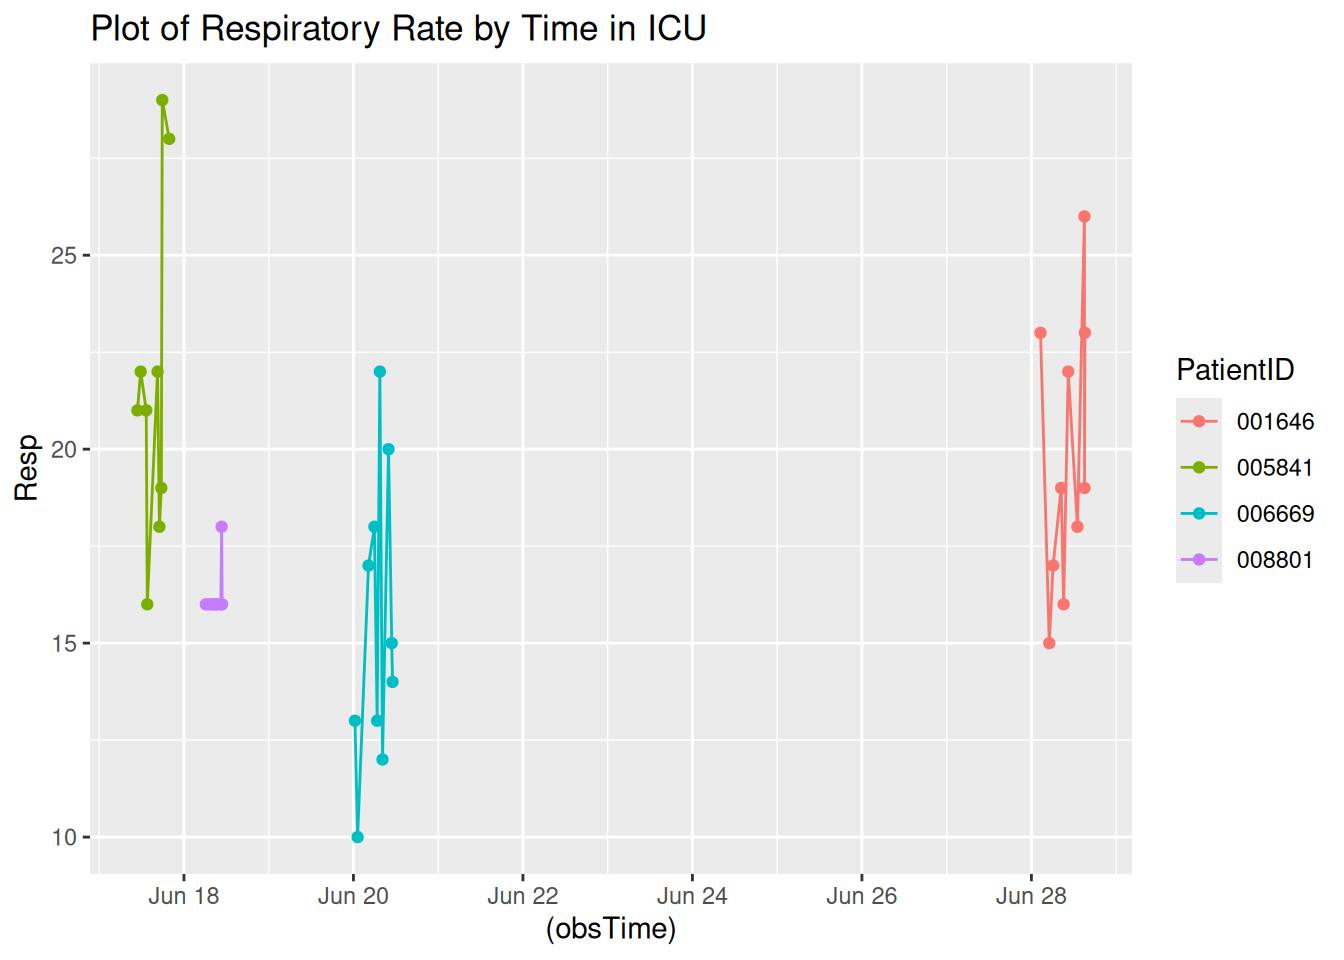 Plot of Respiratory Rate by Time in ICU
Resp
25
20
15
10
Jun 18 Jun 20 Jun 22 Jun 24 Jun 26 Jun 28
(obsTime)
PatientID
001646
005841
006669
008801